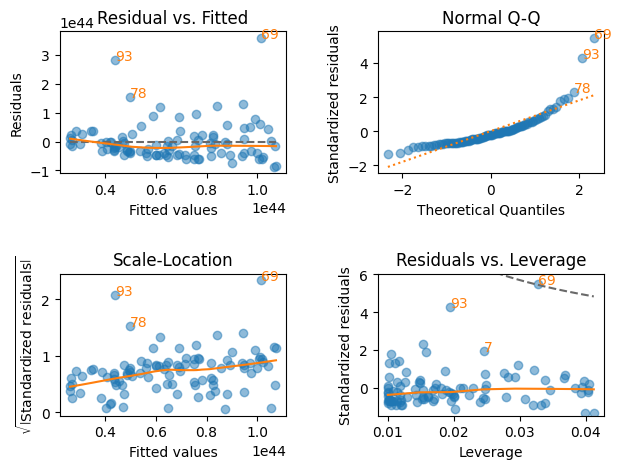 Residual vs. Fitted
1e44
Residuals
3
2
1
0
−1
93
78
69
0.4
0.6
0.8
1.0
1e44
Fitted values
Normal Q-Q
Standardized residuals
4
2
0
−2
69
93
78
−2
0
2
Theoretical Quantiles
Scale-Location
√|Standardized residuals|
2
1
0
93
78
69
0.4
0.6
0.8
1.0
1e44
Fitted values
Residuals vs. Leverage
Standardized residuals
6
4
2
0
69
93
7
0.01
0.02
0.03
0.04
Leverage